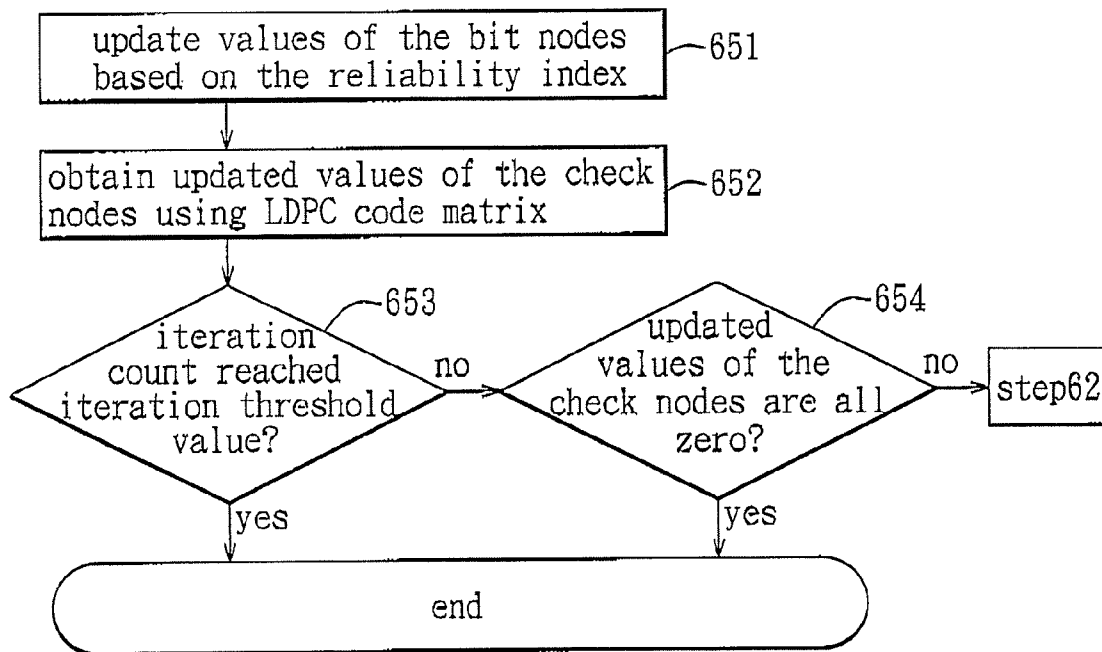 update values of the bit nodes
based on the reliability index
651
obtain updated values of the check
nodes using LDPC code matrix
652
iteration
count reached
iteration threshold
value?
653
no
updated
values of the
check nodes are all
zero?
654
no
step62
yes
yes
end